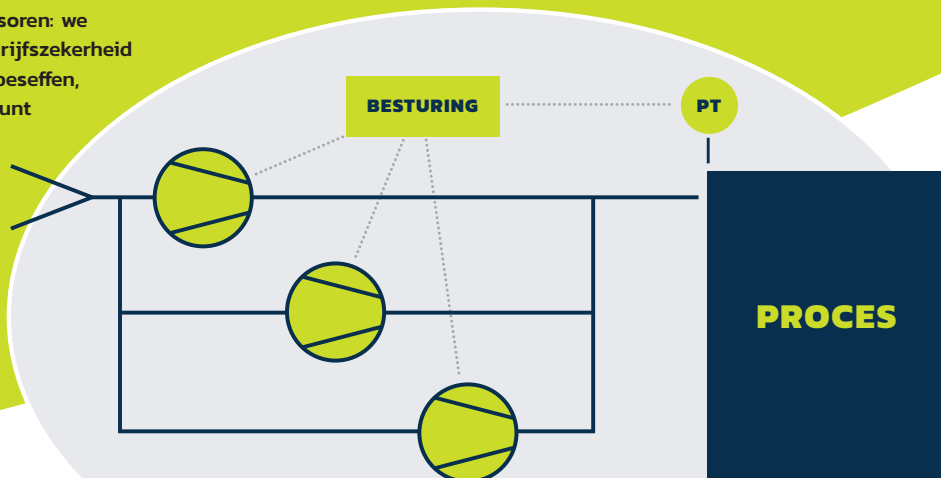 soren: we
rijfszekerheid
beseffen,
unt
BESTURING
PT
PROCES